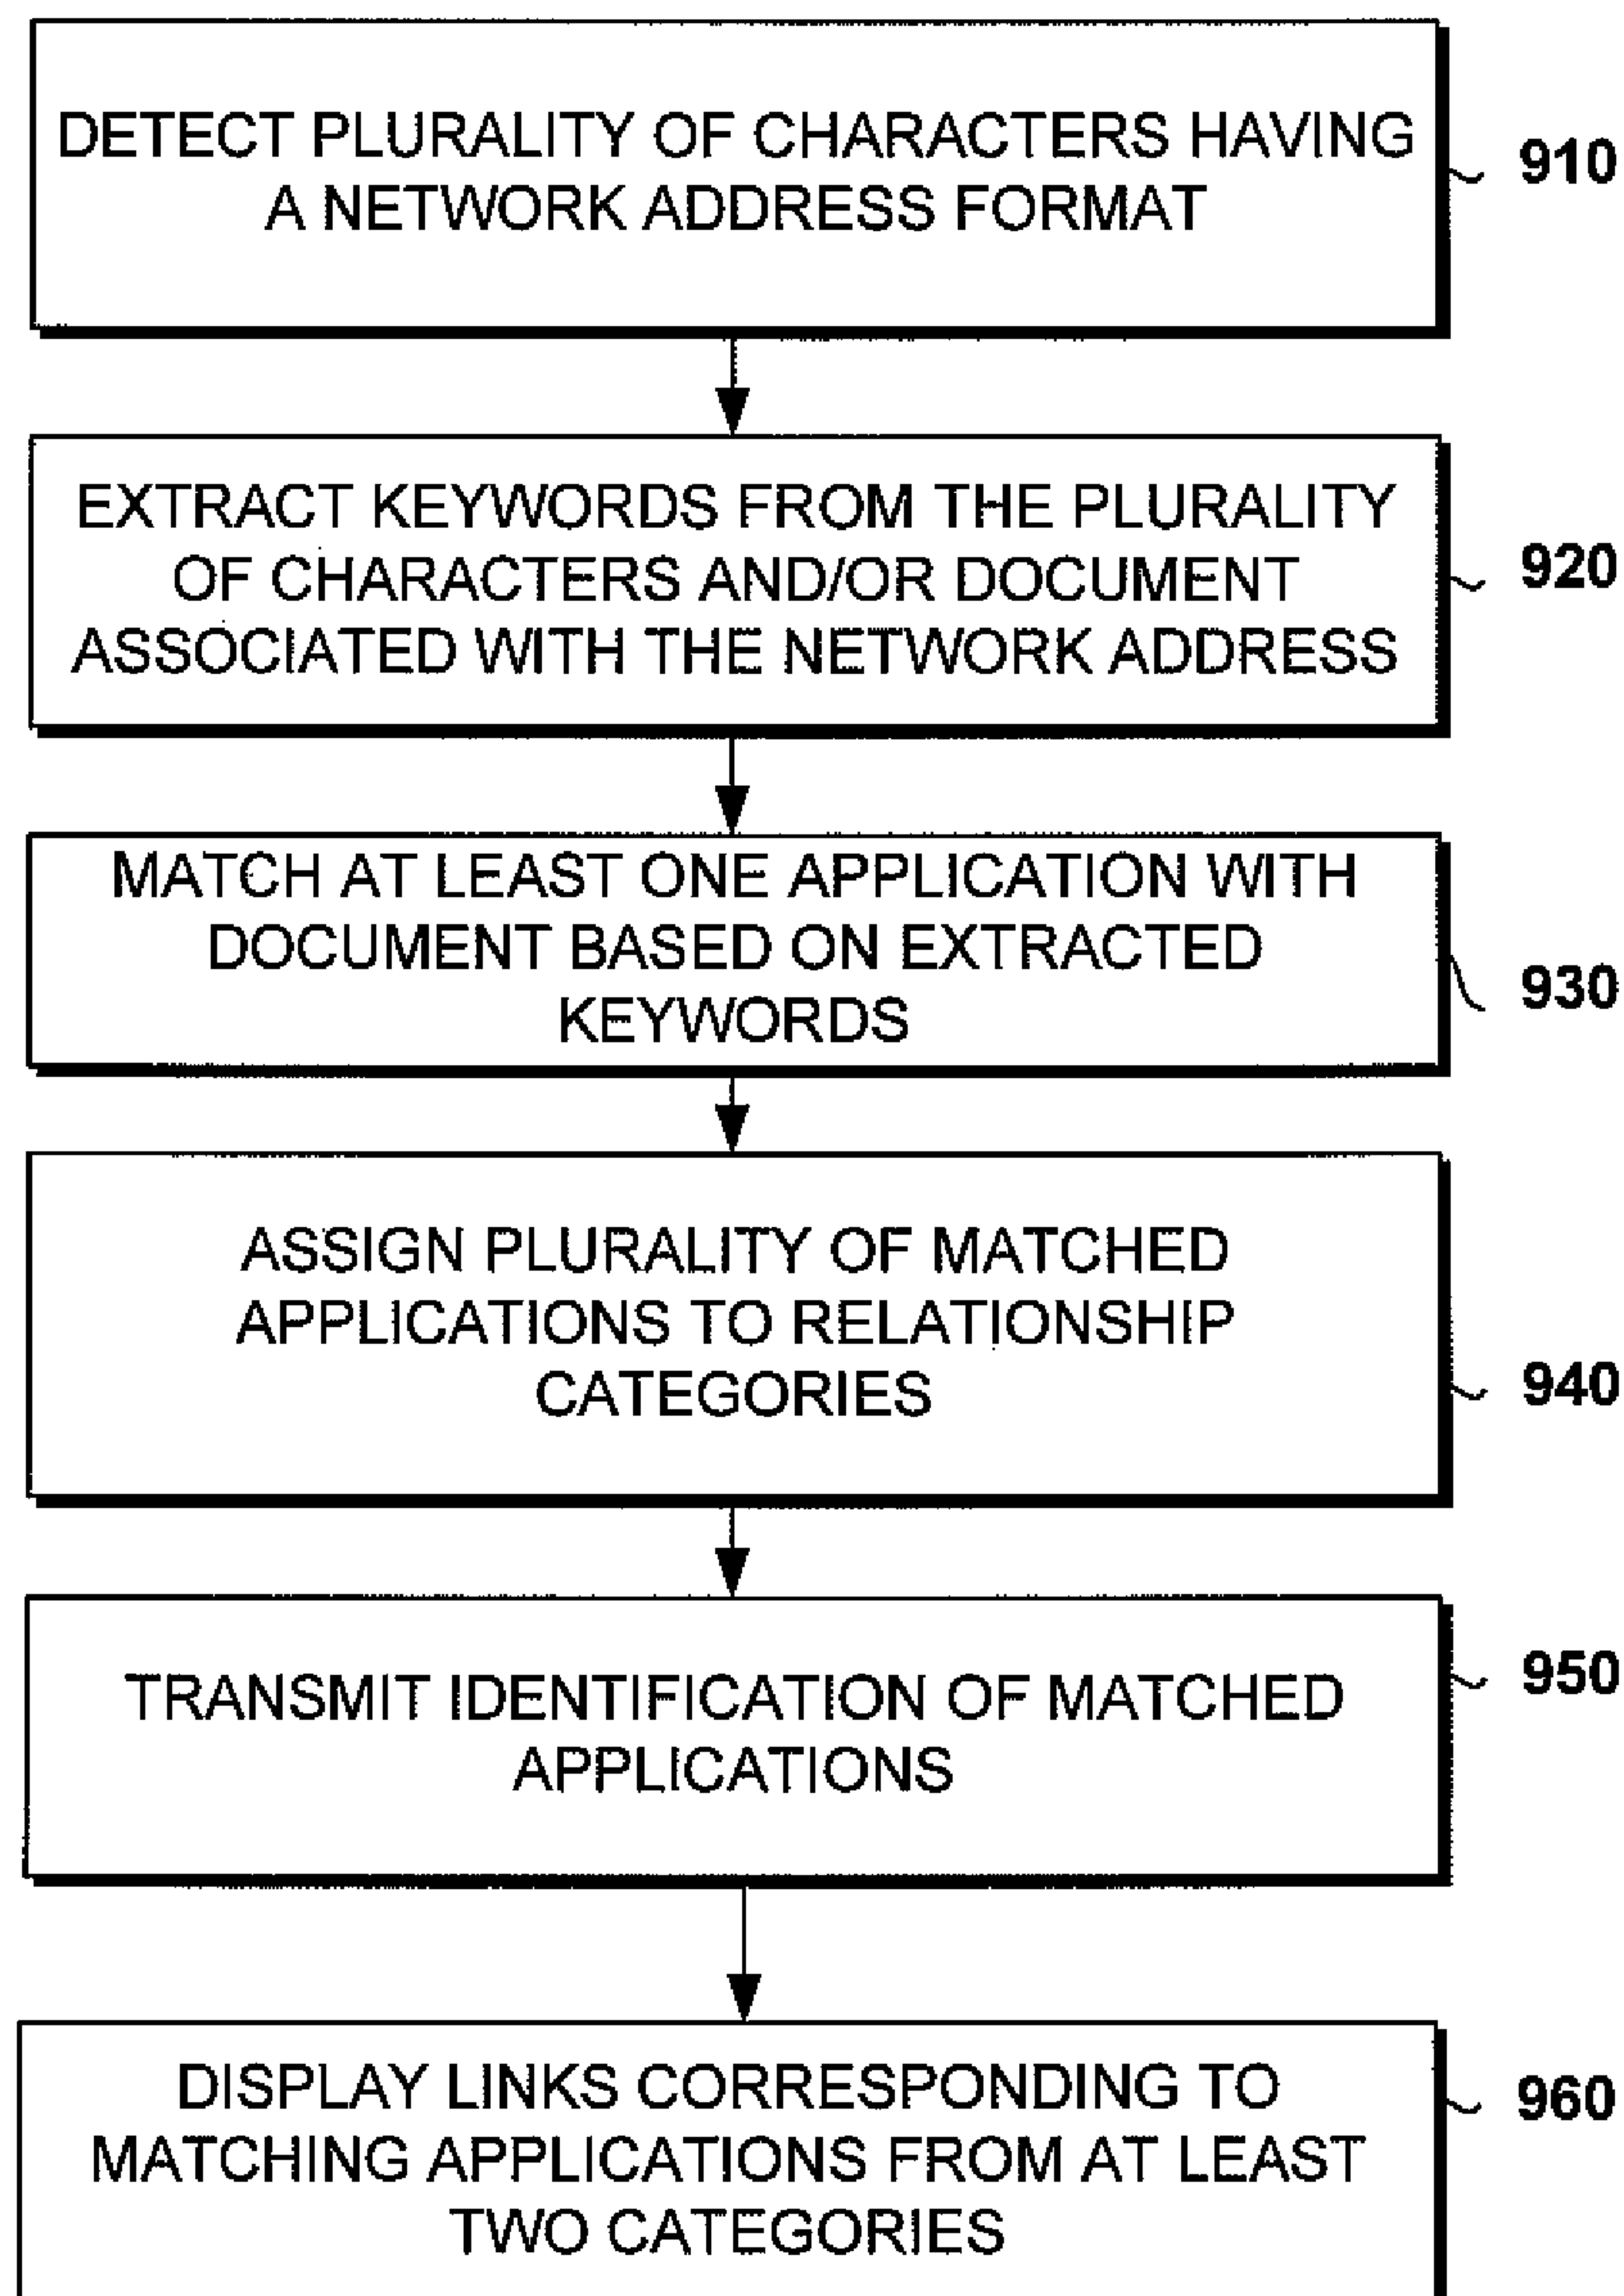 DETECT PLURALITY OF CHARACTERS HAVING
A NETWORK ADDRESS FORMAT
910
EXTRACT KEYWORDS FROM THE PLURALITY
OF CHARACTERS AND/OR DOCUMENT
ASSOCIATED WITH THE NETWORK ADDRESS
920
MATCH AT LEAST ONE APPLICATION WITH
DOCUMENT BASED ON EXTRACTED
KEYWORDS
930
ASSIGN PLURALITY OF MATCHED
APPLICATIONS TO RELATIONSHIP
CATEGORIES
940
TRANSMIT IDENTIFICATION OF MATCHED
APPLICATIONS
950
DISPLAY LINKS CORRESPONDING TO
MATCHING APPLICATIONS FROM AT LEAST
TWO CATEGORIES
960